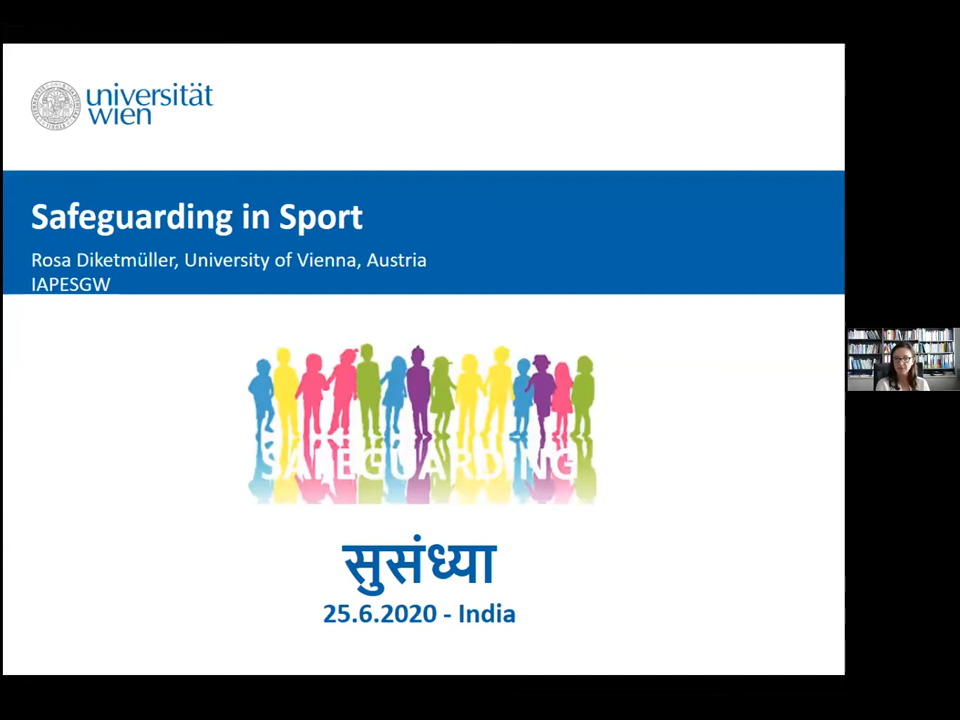 universität
wien
Safeguarding in Sport
Rosa Diketmüller, University of Vienna, Austria
IAPESGW
SAFEGUARDING
सुसंध्या
25.6.2020 - India